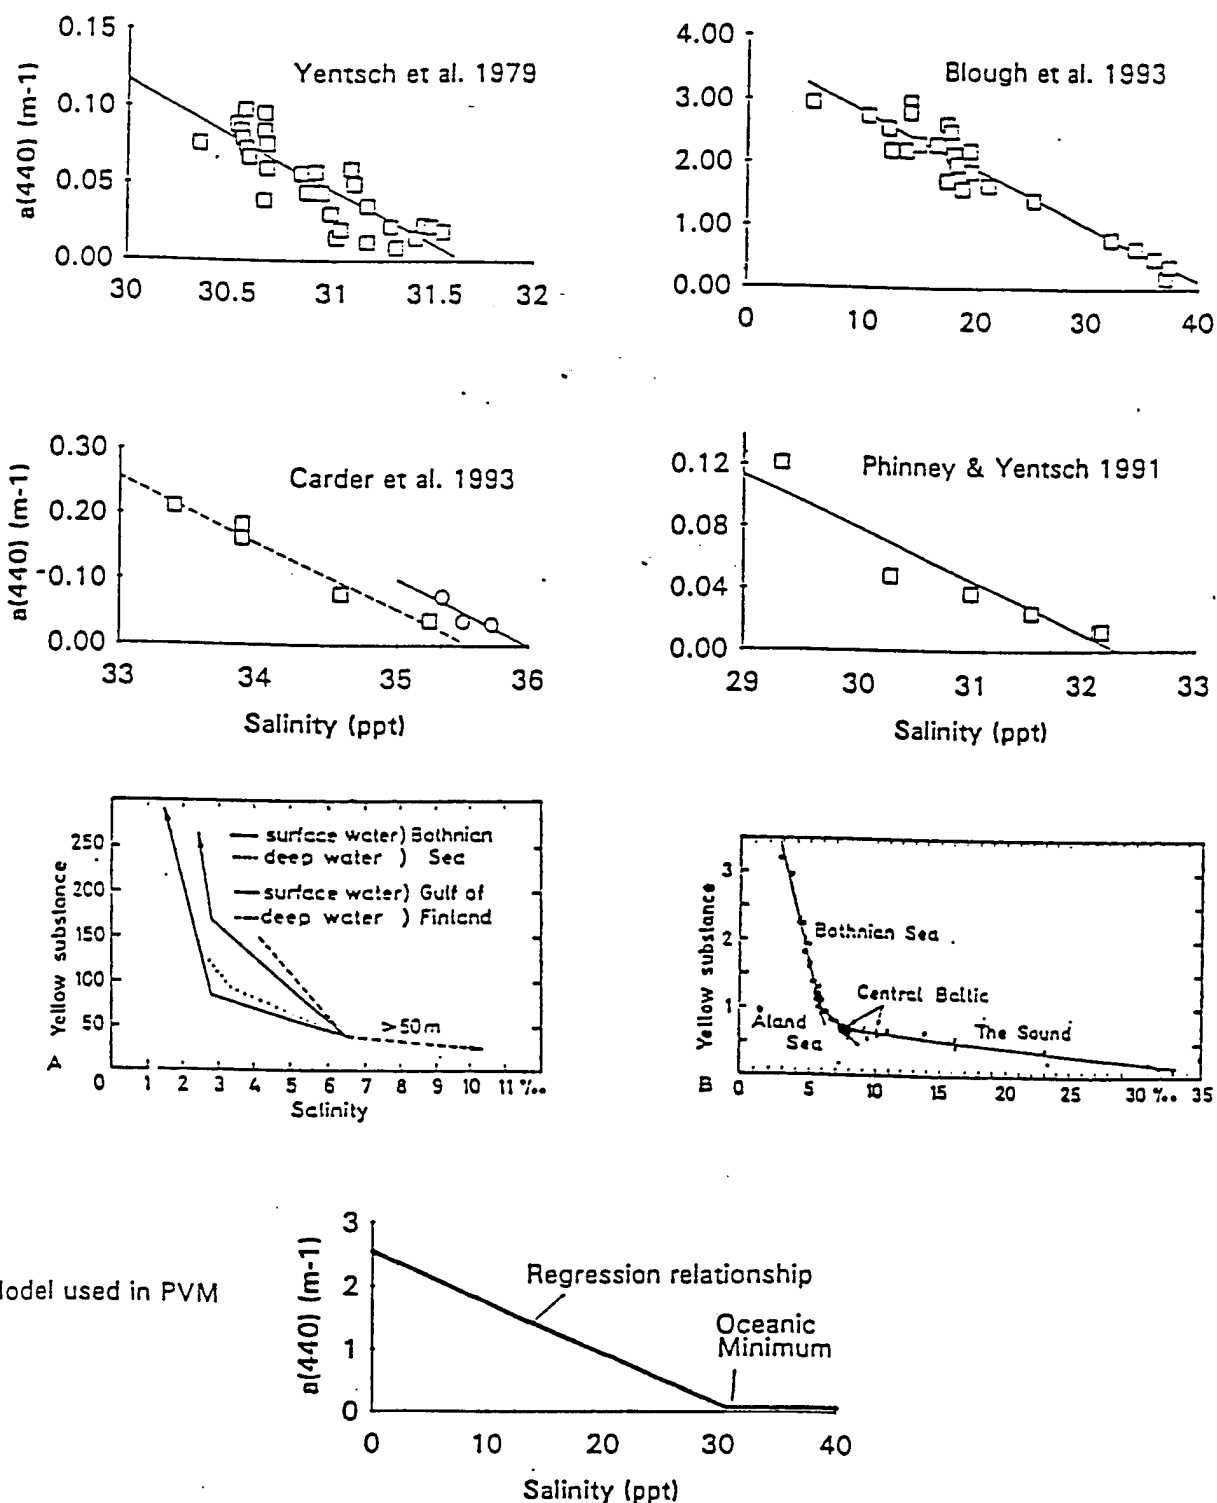 Yentsch et al. 1979
a(440) (m-1)
0.15
0.10
0.05
0.00
30 30.5 31 31.5 32
Blough et al. 1993
4.00
3.00
2.00
1.00
0.00
0 10 20 30 40
Carder et al. 1993
a(440) (m-1)
0.30
0.20
0.10
0.00
33 34 35 36
Salinity (ppt)
Phinney & Yentsch 1991
0.12
0.08
0.04
0.00
29 30 31 32 33
Salinity (ppt)
Yellow substance
250
200
150
100
50
surface water) Bothnian
deep water ) Sea
surface water) Gulf of
deep water ) Finland
>50m
A
0 1 2 3 4 5 6 7 8 9 10 11 ‰
Salinity
Yellow substance
3
2
1
Bothnian Sea
Central Baltic
Åland
Sea
The Sound
B
0 5 10 15 20 25 30 ‰ 35
Model used in PVM
a(440) (m-1)
3
2
1
0
Regression relationship
Oceanic
Minimum
0 10 20 30 40
Salinity (ppt)